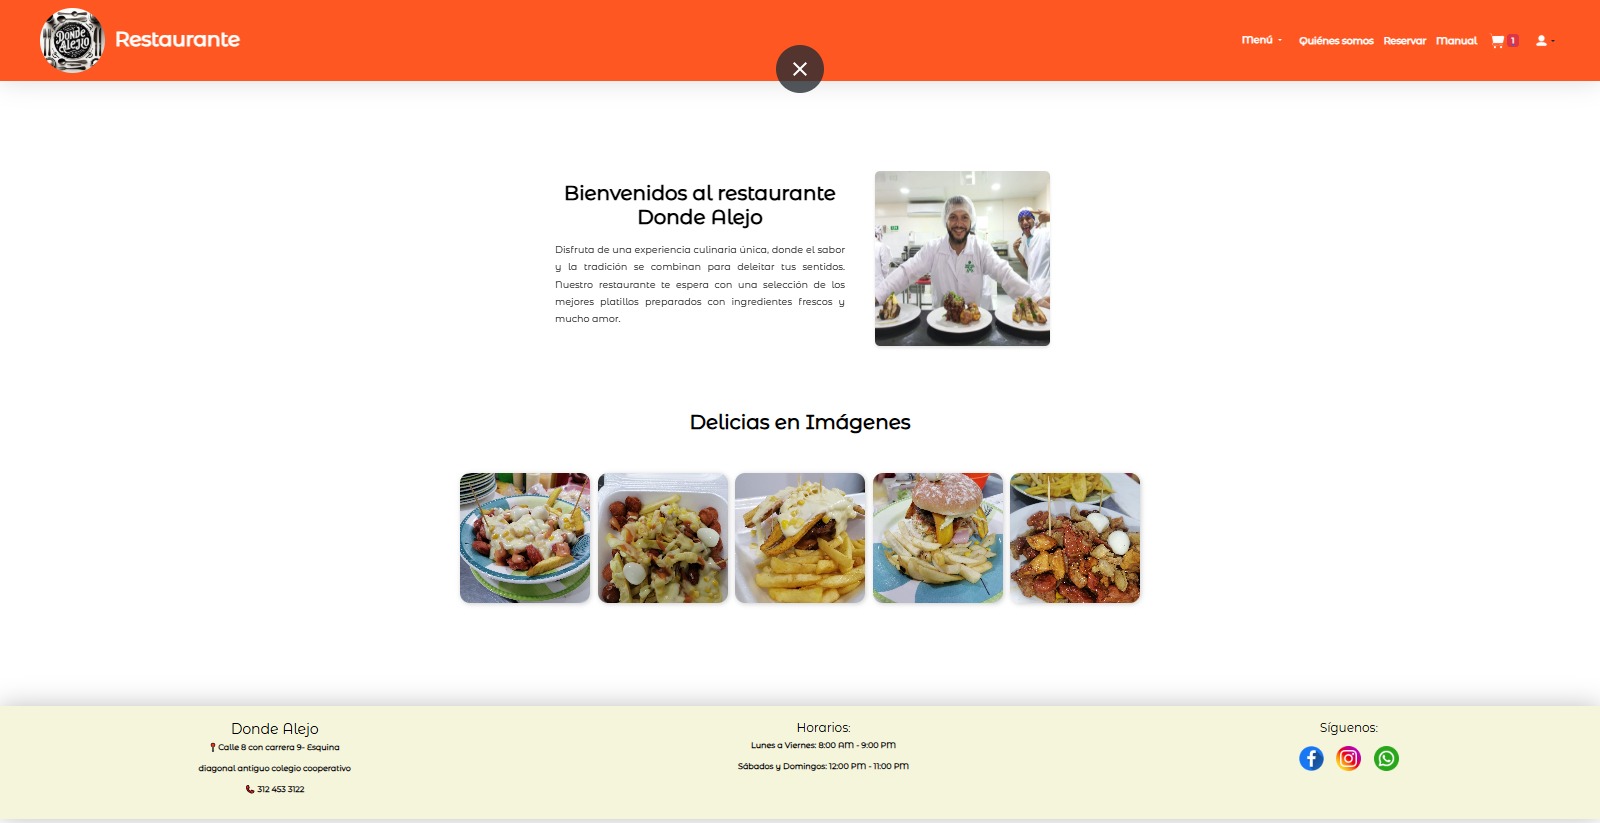 Donde
Alejo
Restaurante
Menú
Quiénes somos
Reservar
Manual
1
Bienvenidos al restaurante
Donde Alejo
Disfruta de una experiencia culinaria única, donde el sabor
y la tradición se combinan para deleitar tus sentidos.
Nuestro restaurante te espera con una selección de los
mejores platillos preparados con ingredientes frescos y
mucho amor.
Delicias en Imágenes
Donde Alejo
Calle 8 con carrera 9- Esquina
diagonal antiguo colegio cooperativo
312 453 3122
Horarios:
Lunes a Viernes: 8:00 AM - 9:00 PM
Sábados y Domingos: 12:00 PM - 11:00 PM
Síguenos: